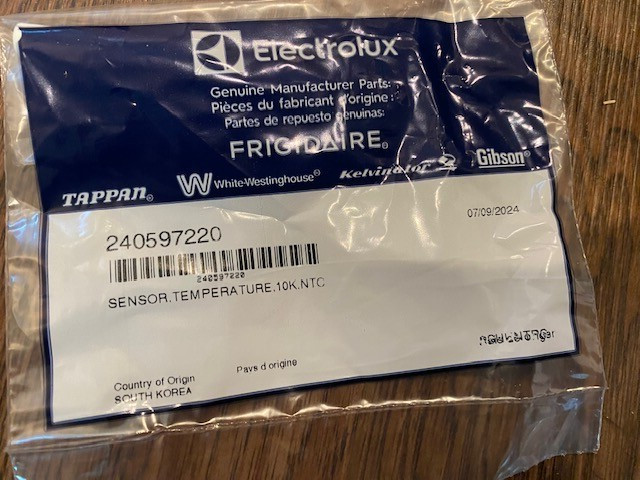 Electrolux
Genuine Manufacturer Parts:
Pièces du fabricant d'origine:
Partes de repuesto genuinas:
FRIGIDAIRE®
TAPPAN®
White-Westinghouse®
Kelvinator
Gibson®
240597220
07/09/2024
240597220
SENSOR,TEMPERATURE,10K,NTC
Country of Origin
Pays d origine
SOUTH KOREA